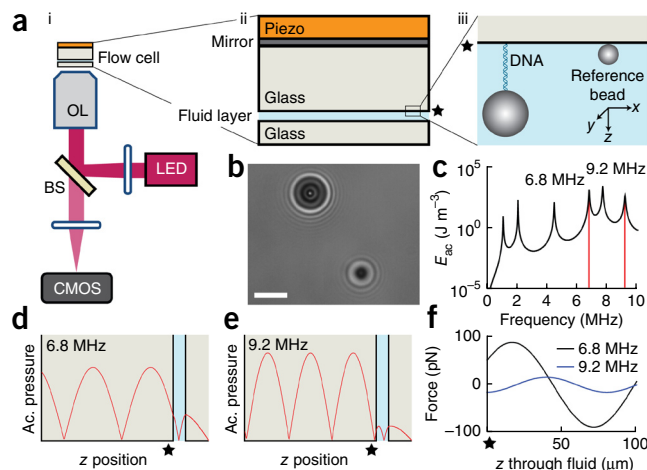 a
i
ii
iii
Flow cell
OL
BS
LED
CMOS
Piezo
Mirror
Glass
Fluid layer
Glass
DNA
Reference
bead
x
y
z
b
c
6.8 MHz
9.2 MHz
Eac (J m−3)
10^5
10^0
10^−5
0 2 4 6 8 10
Frequency
(MHz)
d
6.8 MHz
Ac. pressure
z position
e
9.2 MHz
Ac. pressure
z position
f
6.8 MHz
9.2 MHz
Force (pN)
100
0
−100
0 50 100
z through fluid (μm)